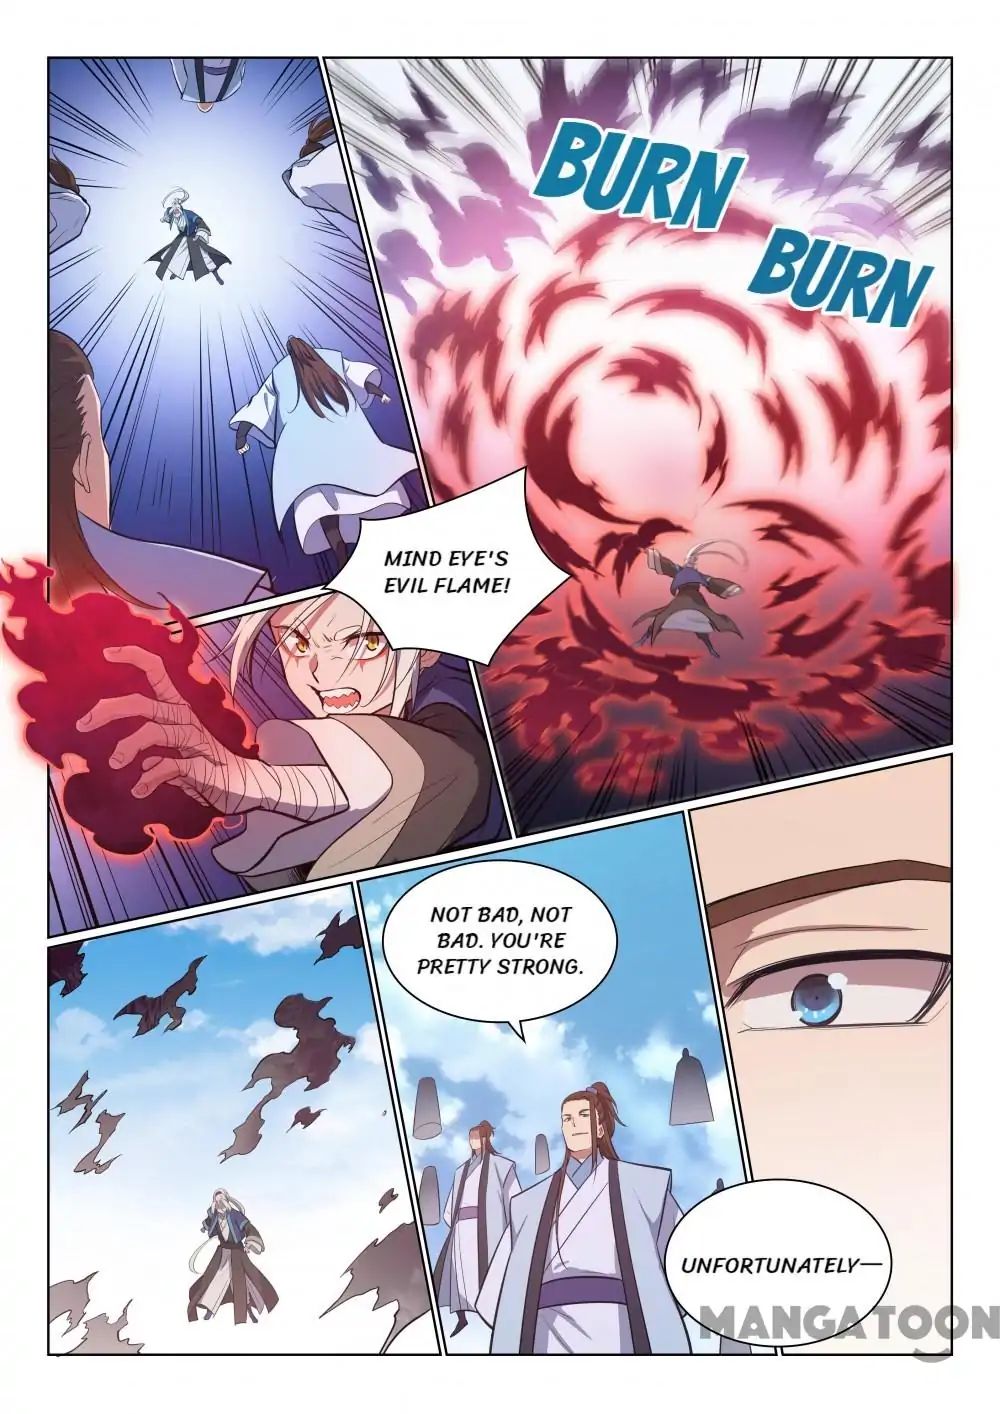 BURN
BURN
MIND EYE'S
EVIL FLAME!
NOT BAD, NOT
BAD. YOU'RE
PRETTY STRONG.
UNFORTUNATELY—
MANGATOON